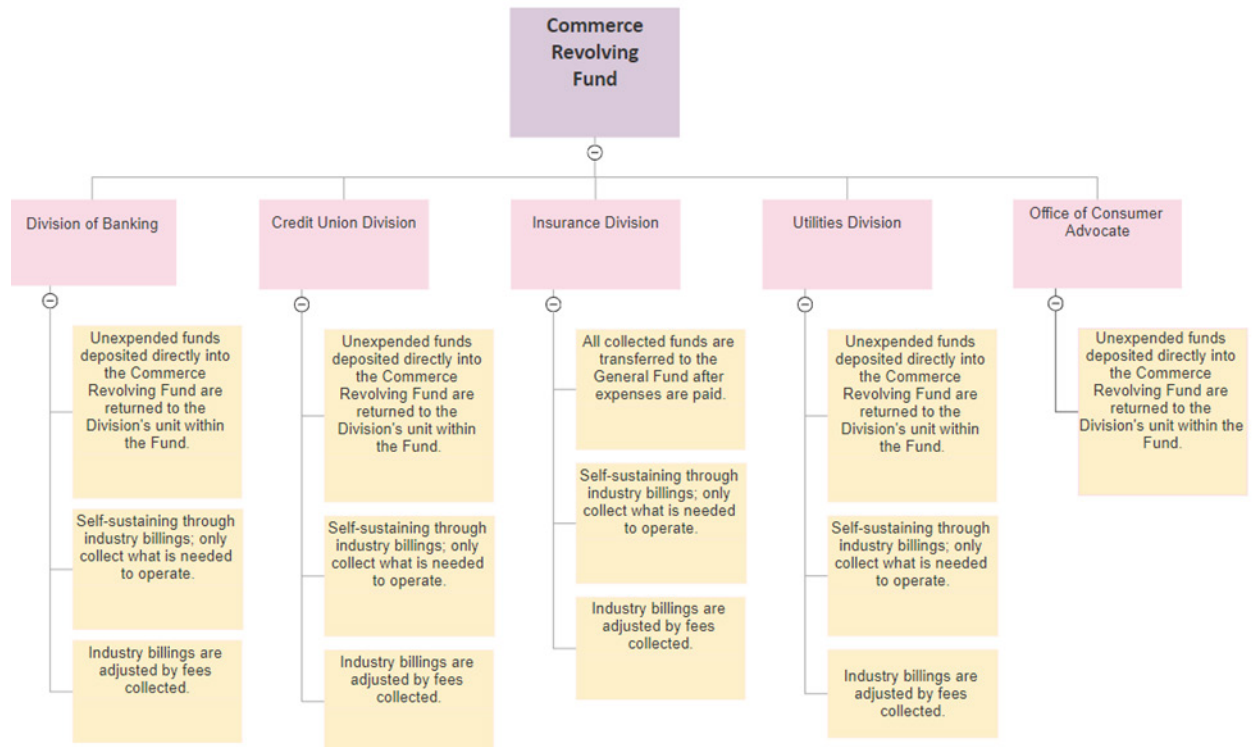 Commerce
Revolving
Fund
Division of Banking
Credit Union Division
Insurance Division
Utilities Division
Office of Consumer
Advocate
Unexpended funds
deposited directly into
the Commerce
Revolving Fund are
returned to the
Division's unit within
the Fund.
Self-sustaining through
industry billings; only
collect what is needed
to operate.
Industry billings are
adjusted by fees
collected.
Unexpended funds
deposited directly into
the Commerce
Revolving Fund are
returned to the
Division's unit within
the Fund.
Self-sustaining through
industry billings; only
collect what is needed
to operate.
Industry billings are
adjusted by fees
collected.
All collected funds are
transferred to the
General Fund after
expenses are paid.
Self-sustaining through
industry billings; only
collect what is needed
to operate.
Industry billings are
adjusted by fees
collected.
Unexpended funds
deposited directly into
the Commerce
Revolving Fund are
returned to the
Division's unit within
the Fund.
Self-sustaining through
industry billings; only
collect what is needed
to operate.
Industry billings are
adjusted by fees
collected.
Unexpended funds
deposited directly into
the Commerce
Revolving Fund are
returned to the
Division's unit within the
Fund.